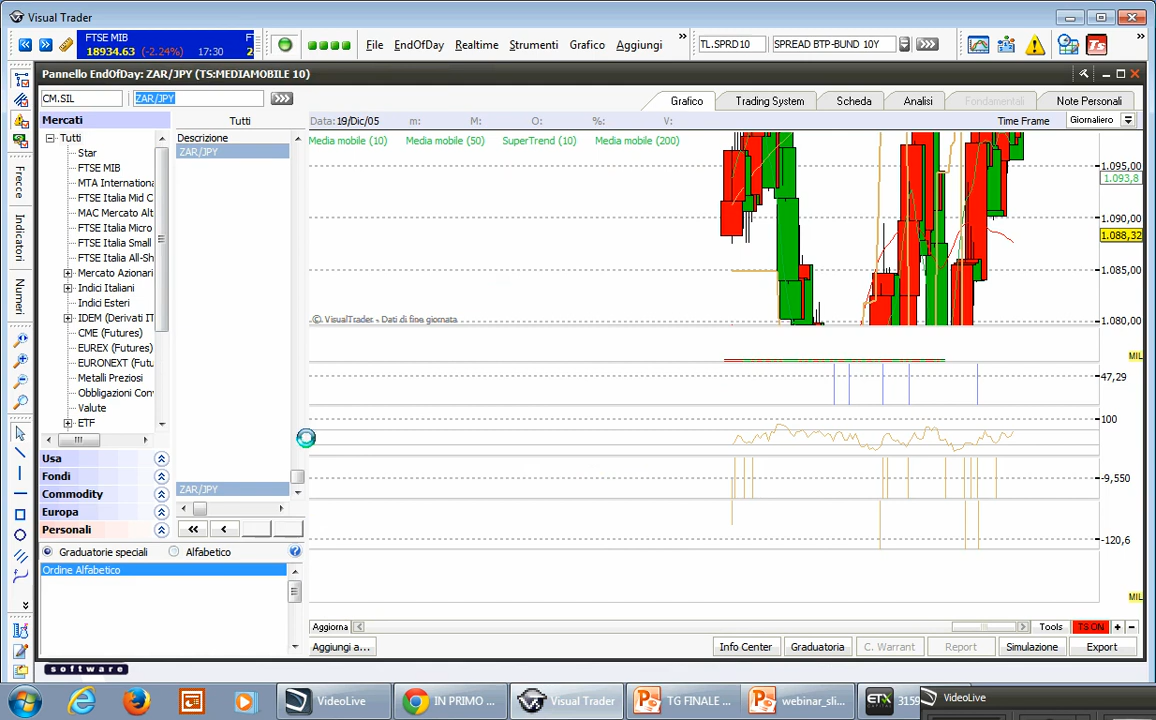 Visual Trader
FTSE MIB F
18934.63 (-2.24%) 17:30 2
File EndOfDay Realtime Strumenti Grafico Aggiungi
TL.SPRD10 SPREAD BTP-BUND 10Y
Ts
Pannello EndOfDay: ZAR/JPY (TS:MEDIAMOBILE 10)
CM.SIL ZAR/JPY
Grafico Trading System Scheda Analisi Fondamentali Note Personali
Mercati
Tutti
Data: 19/Dic/05 m: M: O: %: V: Time Frame Giornaliero
Tutti
Star
FTSE MIB
MTA Internationa
FTSE Italia Mid C
MAC Mercato Alt
FTSE Italia Micro
FTSE Italia Small
FTSE Italia All-Sh
Mercato Azionari
Indici Italiani
Indici Esteri
IDEM (Derivati IT
CME (Futures)
EUREX (Futures)
EURONEXT (Futu
Metalli Preziosi
Obbligazioni Con
Valute
ETF
Descrizione
ZAR/JPY
ZAR/JPY
Media mobile (10) Media mobile (50) SuperTrend (10) Media mobile (200)
1.095,00
1.093,8
1.090,00
1.088,32
1.085,00
1.080,00
© VisualTrader - Dati di fine giornata
MIL
47,29
100
-9,550
-120,6
MIL
Frecce
Indicatori
Numeri
Usa
Fondi
Commodity
Europa
Personali
Graduatorie speciali Alfabetico
Ordine Alfabetico
Aggiorna Tools TS ON
Aggiungi a... Info Center Graduatoria C. Warrant Report Simulazione Export
software
VideoLive IN PRIMO ... Visual Trader TG FINALE ... webinar_sli... ETX 3159 VideoLive